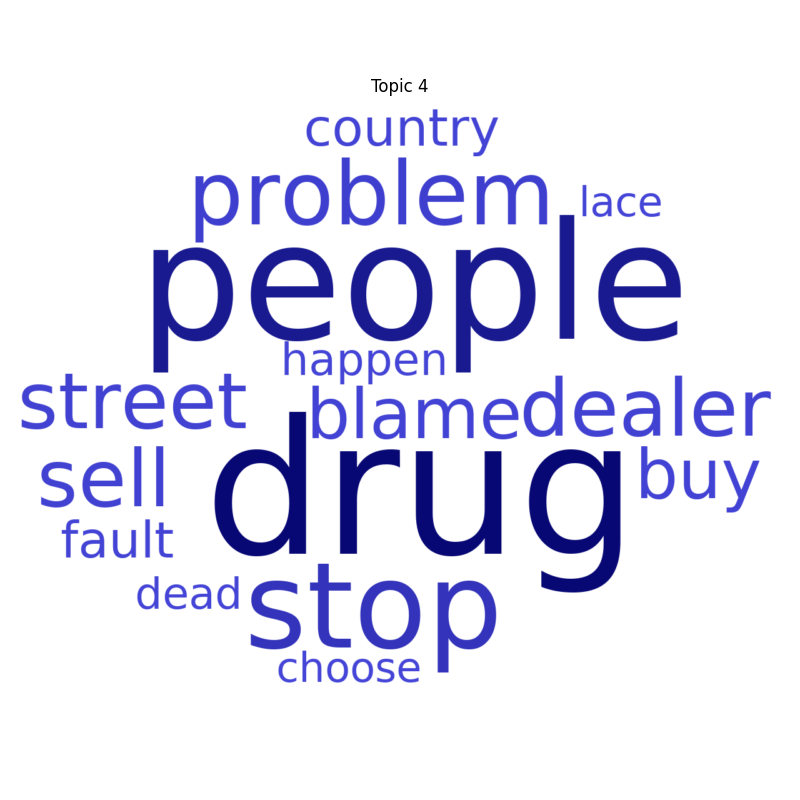 Topic 4
country
problem
lace
people
happen
street
blame
dealer
sell
drug
buy
fault
dead
stop
choose